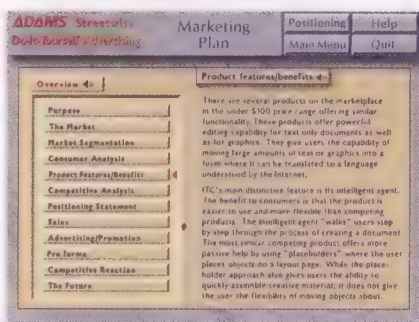 ADAMS Streetwise
Do-It-Yourself Advertising
Marketing
Plan
Positioning
Help
Main Menu
Quit
Overview
Purpose
The Market
Market Segmentation
Consumer Analysis
Product Features/Benefits
Competitive Analysis
Positioning Statement
Sales
Advertising/Promotion
Pro forma
Competitive Reaction
The Future
Product features/benefits
There are several products on the marketplace
in the under $100 price range offering similar
functionality. These products offer powerful
editing capability for text only documents as well
as for graphics. They give users the capability of
moving large amounts of text or graphics into a
form where it can be translated to a language
understood by the Internet.
ITC's main distinctive feature is its intelligent agent.
The benefit to consumers is that the product is
easier to use and more flexible than competing
products. The intelligent agent "walks" users step
by step through the process of creating a document
The most similar competing product offers more
passive help by using "placeholders" where the user
places objects on a layout page. While the place-
holder approach also gives users the ability to
quickly assemble creative material, it does not give
the user the flexibility of moving objects about.